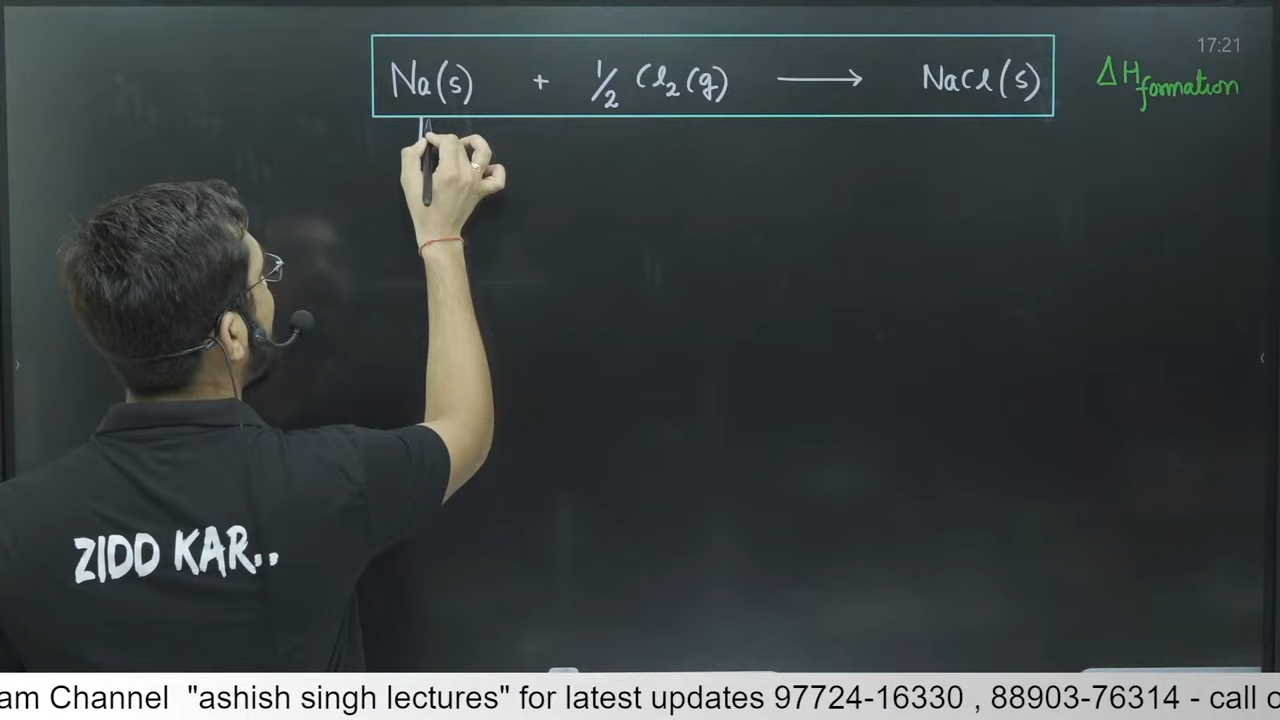 17:21
Na(s) + 1/2 Cl₂(g) ⟶ NaCl(s) ΔH formation
ZIDD KAR..
am Channel "ashish singh lectures" for latest updates 97724-16330 , 88903-76314 - call o